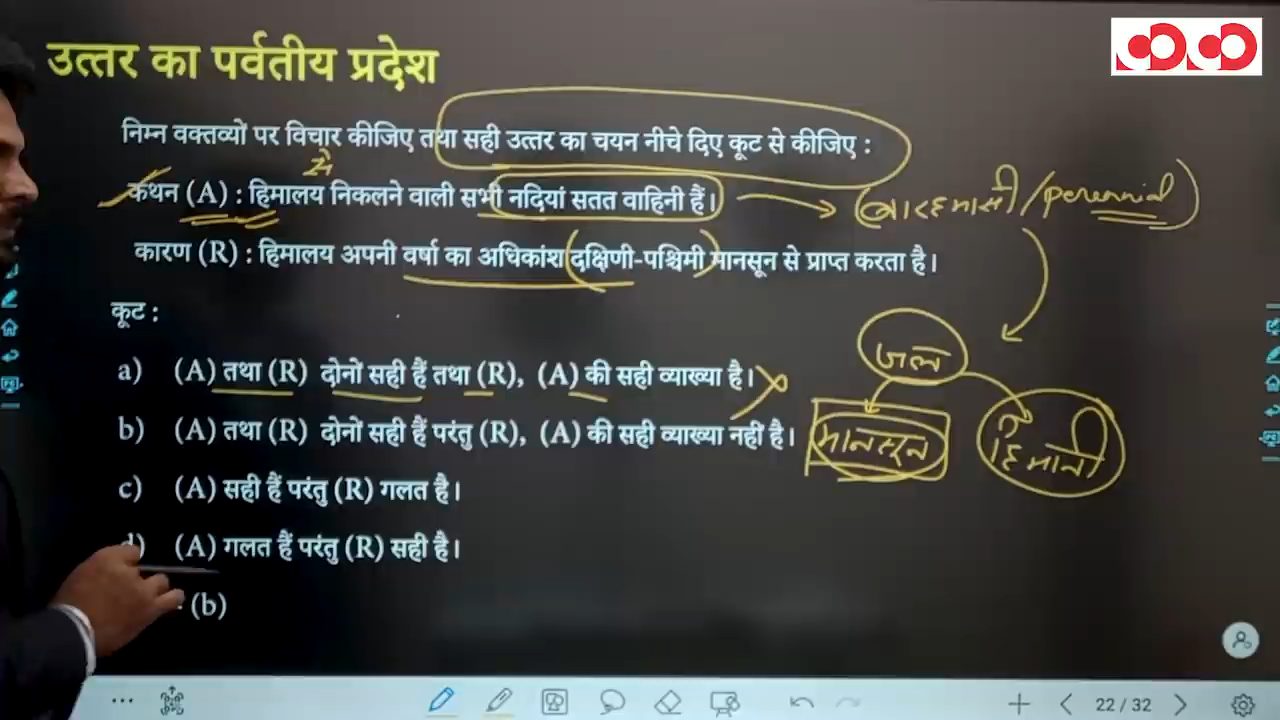 उत्तर का पर्वतीय प्रदेश
निम्न वक्तव्यों पर विचार कीजिए तथा सही उत्तर का चयन नीचे दिए कूट से कीजिए :
से
कथन (A) : हिमालय निकलने वाली सभी नदियां सतत वाहिनी हैं।
(बारहमासी/perennial)
कारण (R) : हिमालय अपनी वर्षा का अधिकांश दक्षिणी-पश्चिमी मानसून से प्राप्त करता है।
कूट :
जल
a) (A) तथा (R) दोनों सही हैं तथा (R), (A) की सही व्याख्या है।
b) (A) तथा (R) दोनों सही हैं परंतु (R), (A) की सही व्याख्या नहीं है।
मानसून हिमानी
c) (A) सही हैं परंतु (R) गलत है।
d) (A) गलत हैं परंतु (R) सही है।
(b)
22 / 32